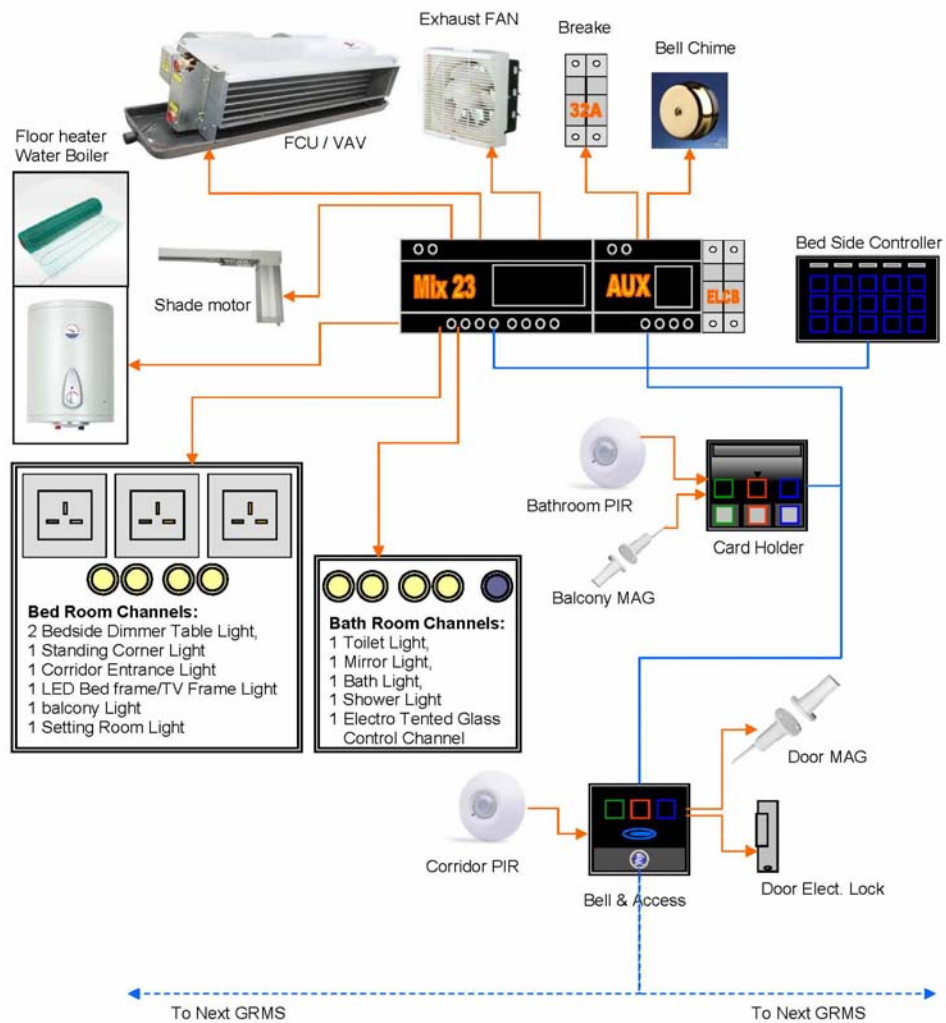 Exhaust FAN
Breake
Bell Chime
32A
FCU / VAV
Floor heater
Water Boiler
Shade motor
Mix 23
AUX
ELCB
Bed Side Controller
Bathroom PIR
Balcony MAG
Card Holder
Bed Room Channels:
2 Bedside Dimmer Table Light,
1 Standing Corner Light
1 Corridor Entrance Light
1 LED Bed frame/TV Frame Light
1 balcony Light
1 Setting Room Light
Bath Room Channels:
1 Toilet Light,
1 Mirror Light,
1 Bath Light,
1 Shower Light
1 Electro Tented Glass
Control Channel
Door MAG
Corridor PIR
Door Elect. Lock
Bell & Access
To Next GRMS
To Next GRMS